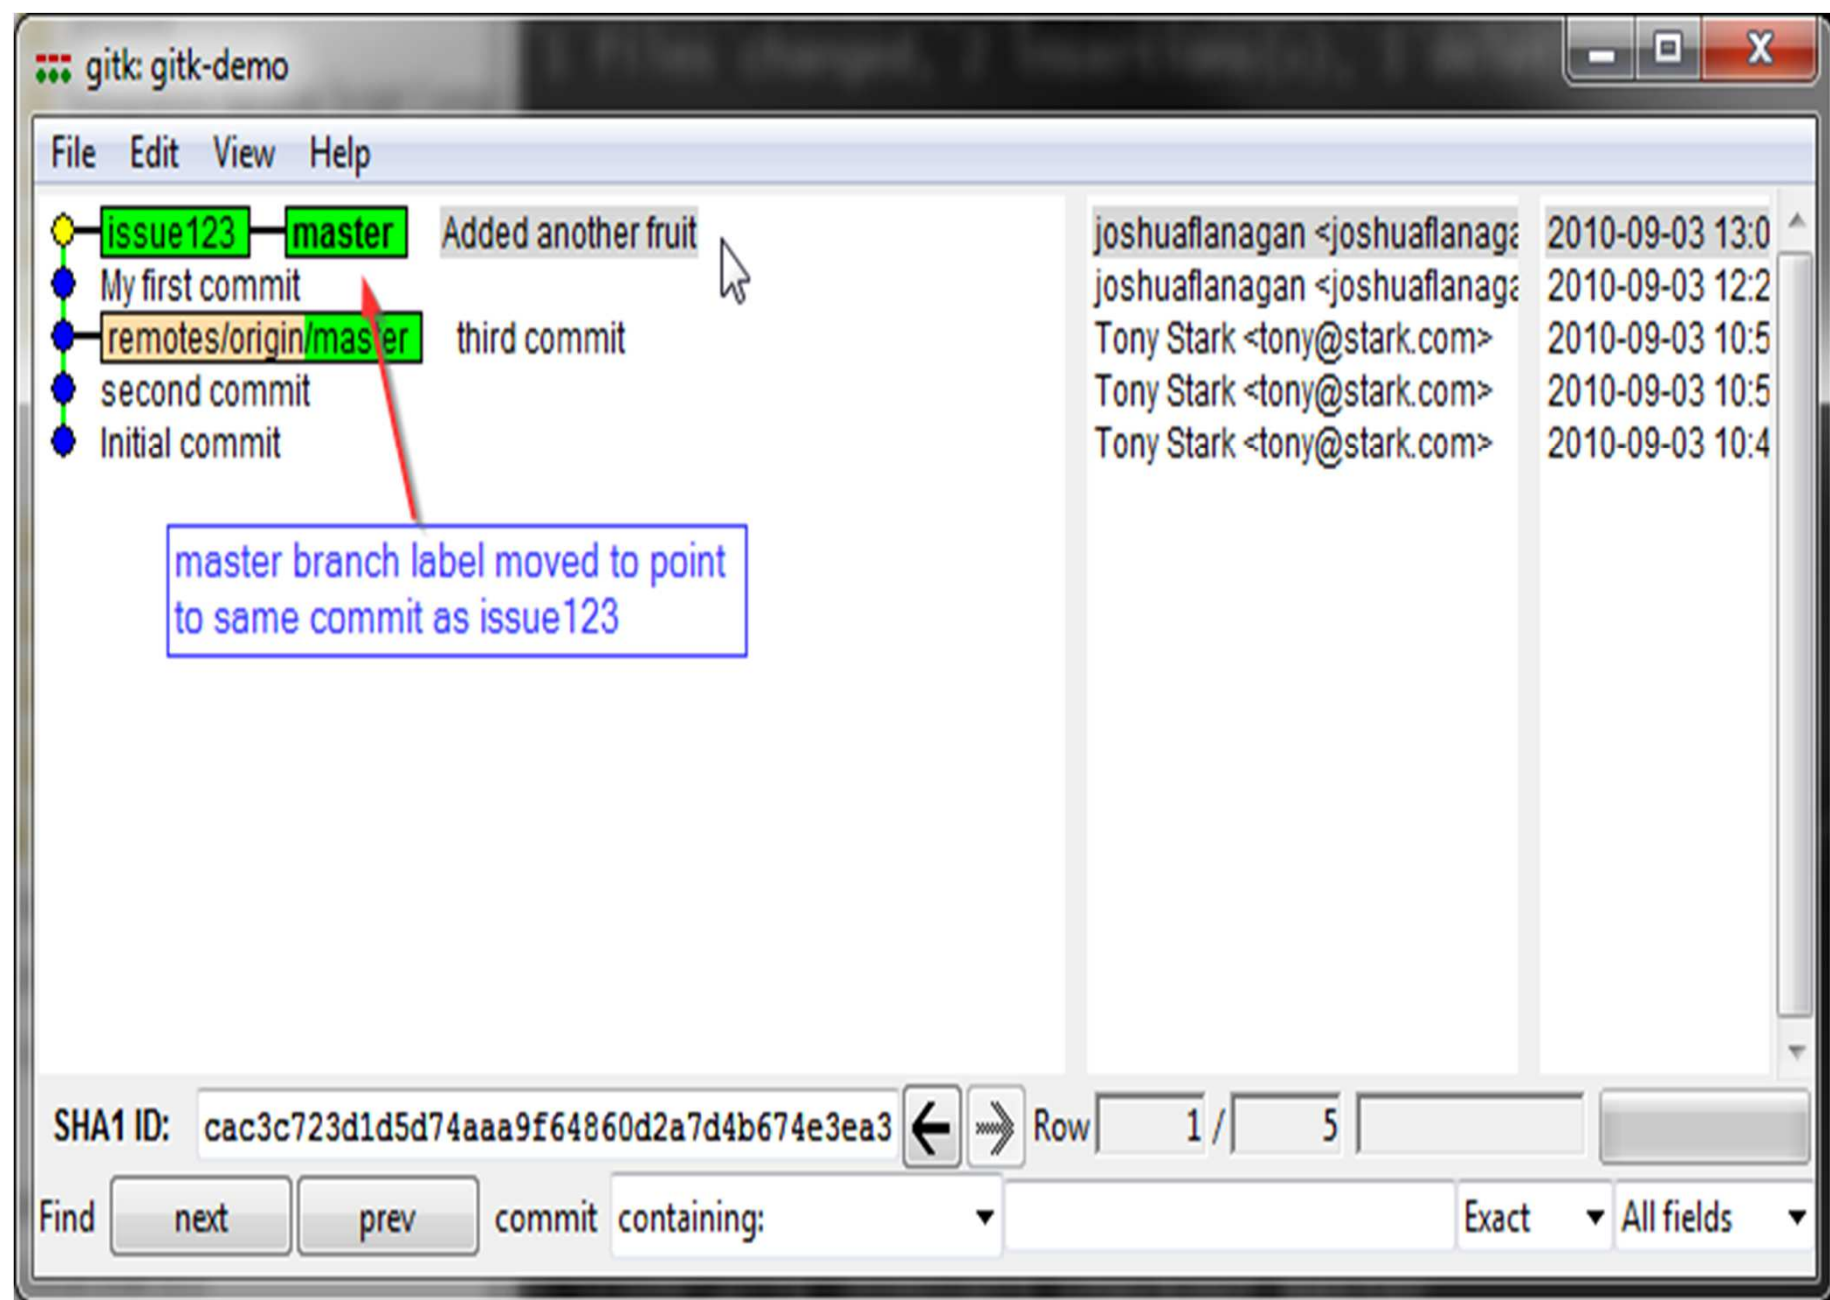 gitk: gitk-demo
File Edit View Help
issue123 master Added another fruit joshuaflanagan <joshuaflanaga 2010-09-03 13:0
My first commit joshuaflanagan <joshuaflanaga 2010-09-03 12:2
remotes/origin/master third commit Tony Stark <tony@stark.com> 2010-09-03 10:5
second commit Tony Stark <tony@stark.com> 2010-09-03 10:5
Initial commit Tony Stark <tony@stark.com> 2010-09-03 10:4
master branch label moved to point
to same commit as issue123
SHA1 ID: cac3c723d1d5d74aaa9f64860d2a7d4b674e3ea3 Row 1 / 5
Find next prev commit containing: Exact All fields